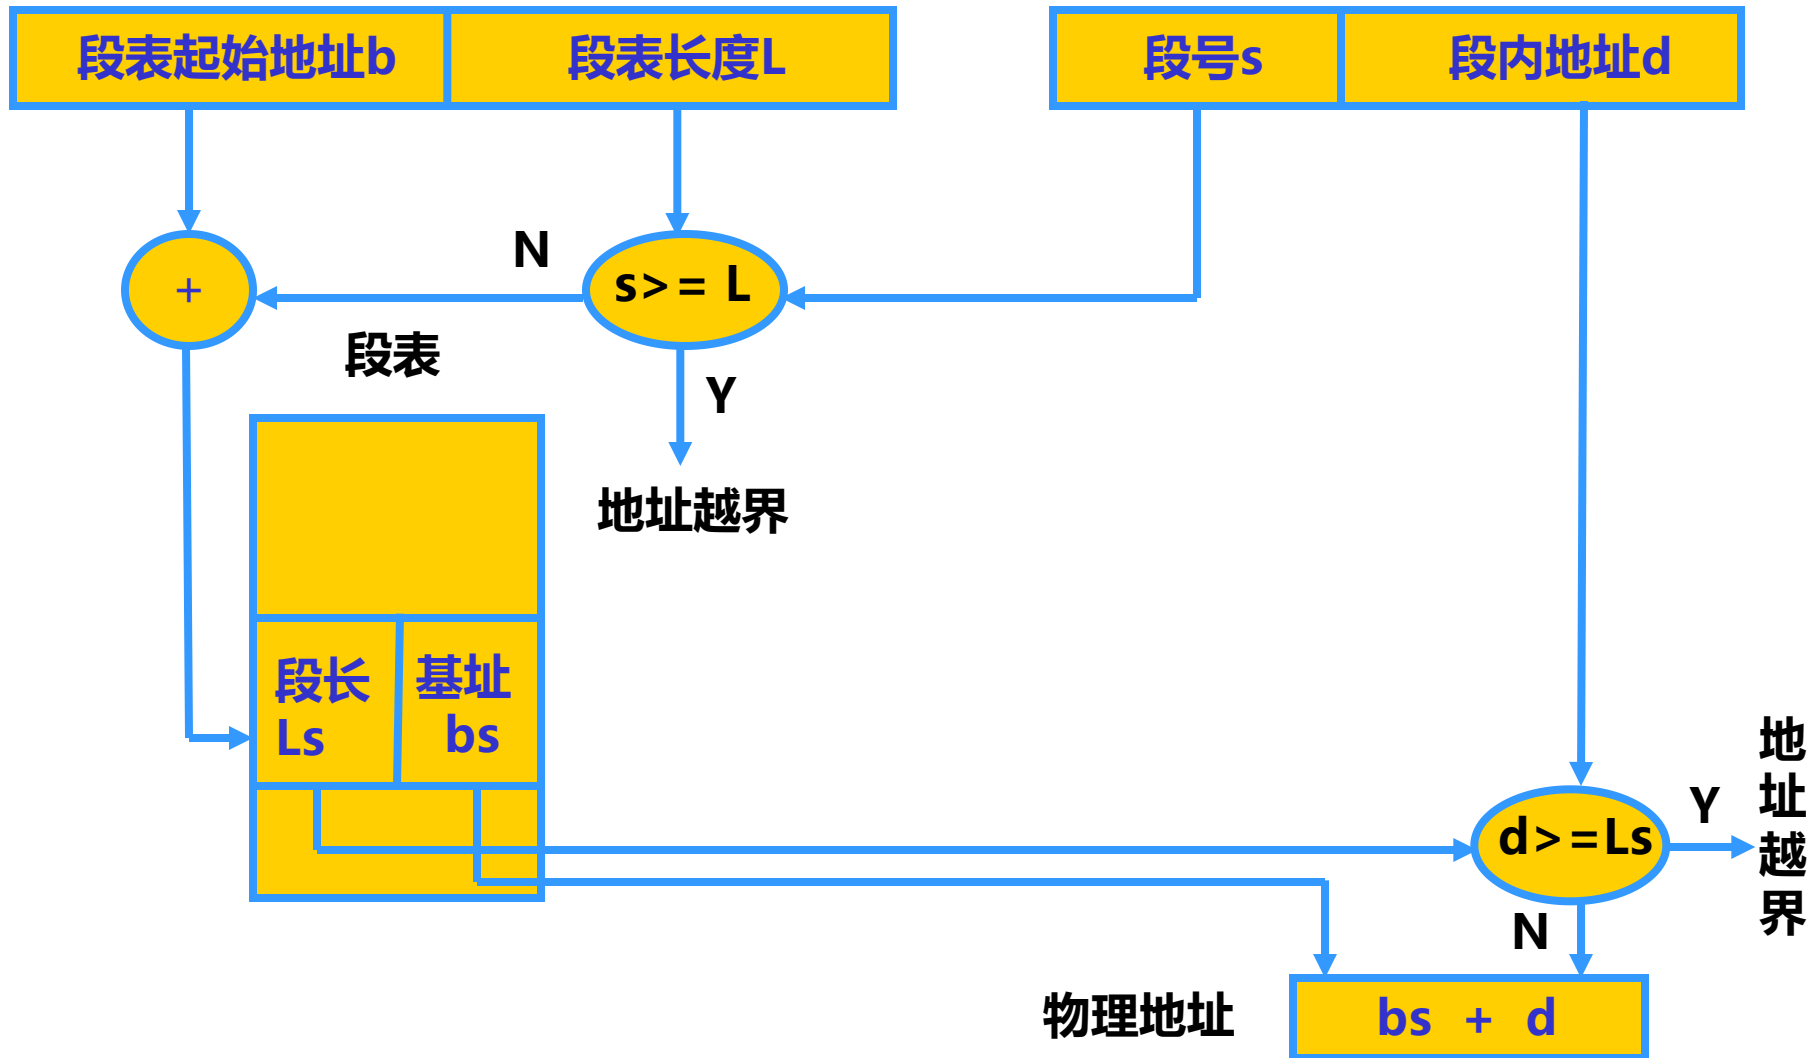 段表起始地址b
段表长度L
段号s
段内地址d
+
N
s>= L
段表
Y
地址越界
段长
Ls
基址
bs
d>=Ls
Y
地
址
越
界
N
物理地址
bs + d